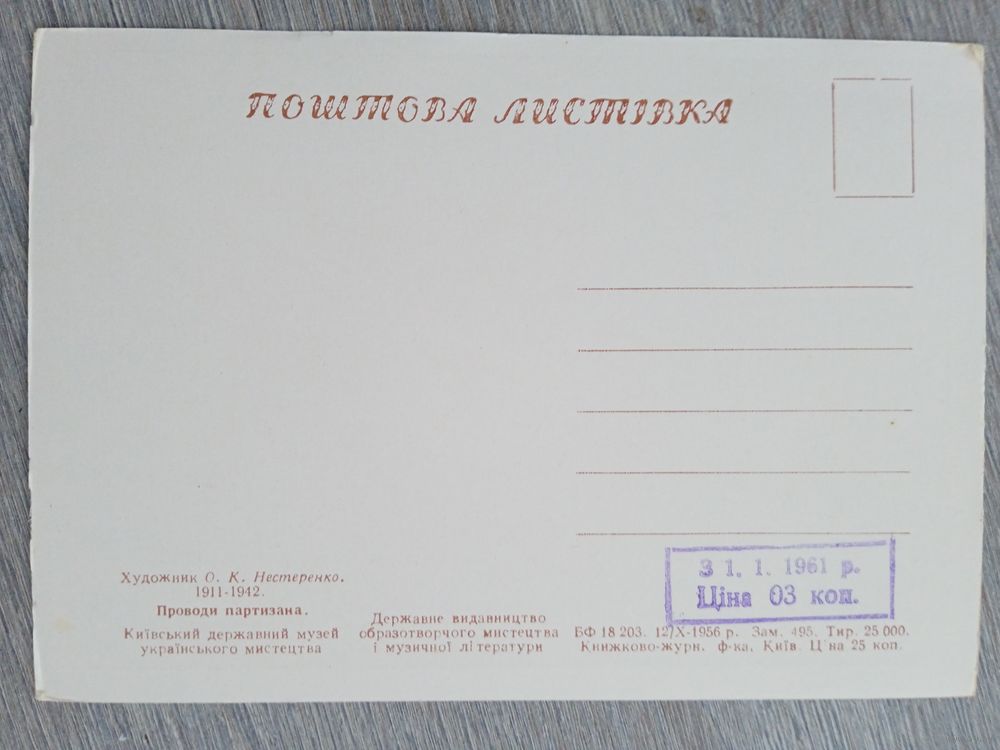 ПОШТОВА ЛИСТІВКА
З 1. 1. 1961 р.
Ціна 03 коп.
Художник О. К. Нестеренко.
1911-1942.
Проводи партизана.
Київський державний музей
українського мистецтва
Державне видавництво
образотворчого мистецтва
і музичної літератури
БФ 18 203. 12/X-1956 р. Зам. 495. Тир. 25 000.
Книжково-журн. ф-ка, Київ. Ціна 25 коп.